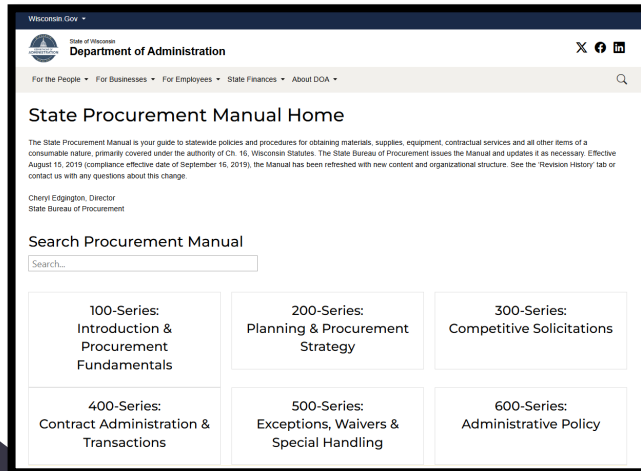 Wisconsin.Gov
State of Wisconsin
Department of Administration
For the People
For Businesses
For Employees
State Finances
About DOA
State Procurement Manual Home
The State Procurement Manual is your guide to statewide policies and procedures for obtaining materials, supplies, equipment, contractual services and all other items of a
consumable nature, primarily covered under the authority of Ch. 16, Wisconsin Statutes. The State Bureau of Procurement issues the Manual and updates it as necessary. Effective
August 15, 2019 (compliance effective date of September 16, 2019), the Manual has been refreshed with new content and organizational structure. See the 'Revision History' tab or
contact us with any questions about this change.
Cheryl Edgington, Director
State Bureau of Procurement
Search Procurement Manual
Search...
100-Series:
Introduction &
Procurement
Fundamentals
200-Series:
Planning & Procurement
Strategy
300-Series:
Competitive Solicitations
400-Series:
Contract Administration &
Transactions
500-Series:
Exceptions, Waivers &
Special Handling
600-Series:
Administrative Policy